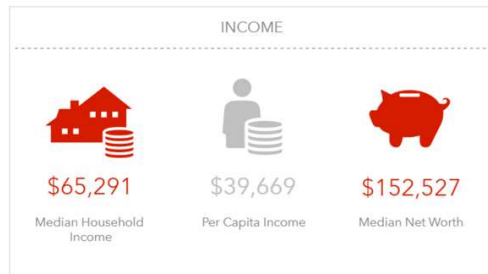 INCOME
$65,291
$39,669
$152,527
Median Household
Income
Per Capita Income
Median Net Worth